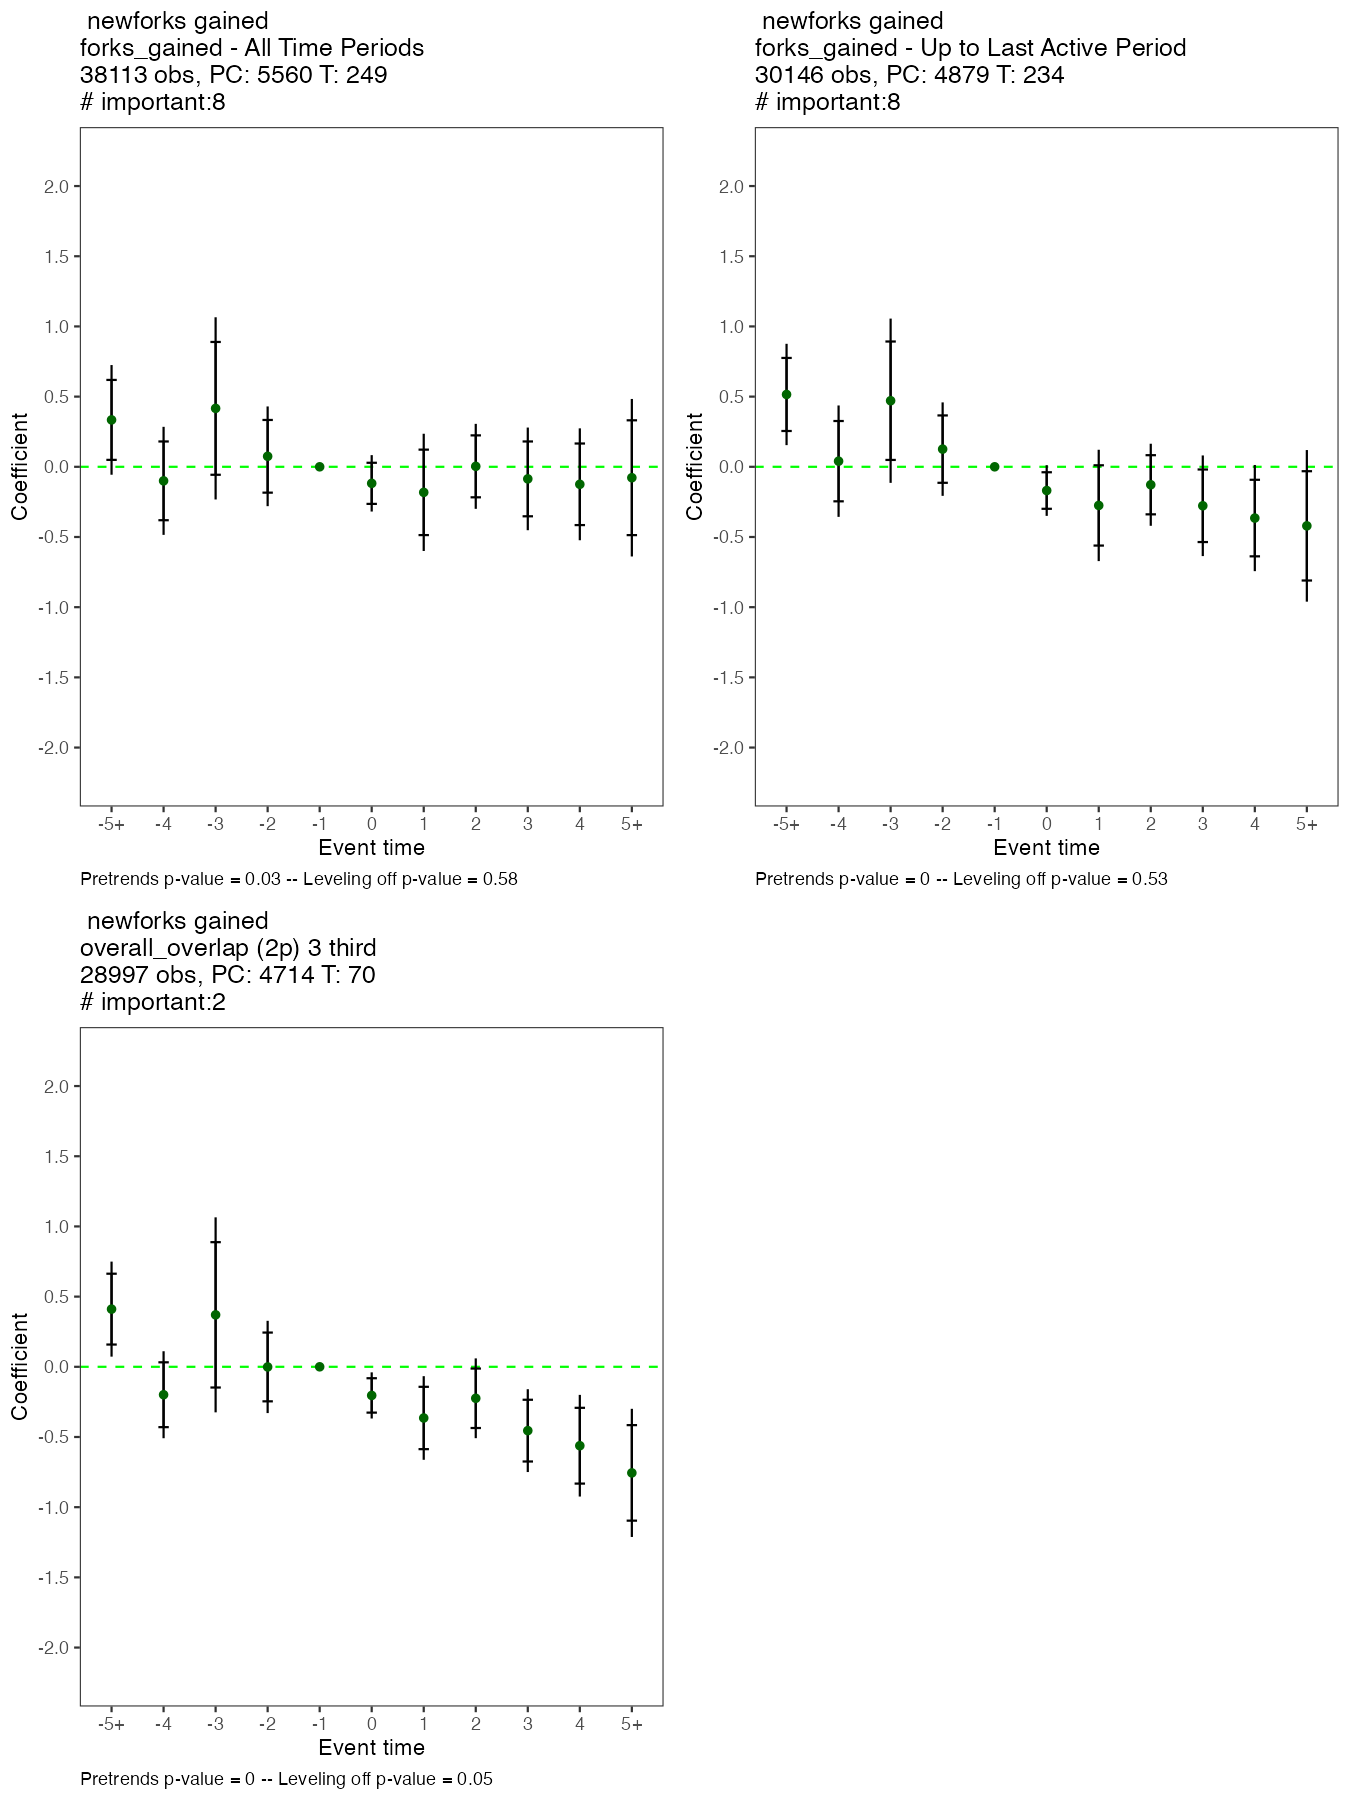 newforks gained
forks_gained - All Time Periods
38113 obs, PC: 5560 T: 249
# important:8
Coefficient
2.0
1.5
1.0
0.5
0.0
-0.5
-1.0
-1.5
-2.0
-5+ -4 -3 -2 -1 0 1 2 3 4 5+
Event time
Pretrends p-value = 0.03 -- Leveling off p-value = 0.58
newforks gained
forks_gained - Up to Last Active Period
30146 obs, PC: 4879 T: 234
# important:8
Coefficient
2.0
1.5
1.0
0.5
0.0
-0.5
-1.0
-1.5
-2.0
-5+ -4 -3 -2 -1 0 1 2 3 4 5+
Event time
Pretrends p-value = 0 -- Leveling off p-value = 0.53
newforks gained
overall_overlap (2p) 3 third
28997 obs, PC: 4714 T: 70
# important:2
Coefficient
2.0
1.5
1.0
0.5
0.0
-0.5
-1.0
-1.5
-2.0
-5+ -4 -3 -2 -1 0 1 2 3 4 5+
Event time
Pretrends p-value = 0 -- Leveling off p-value = 0.05